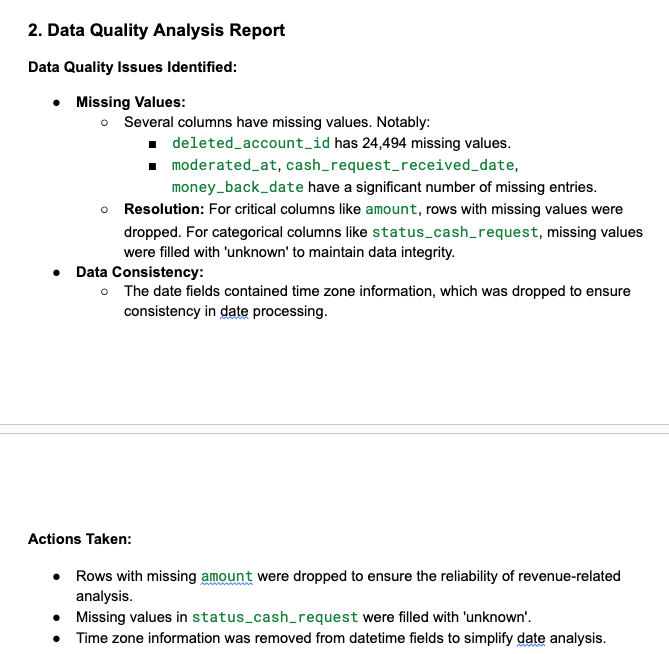 2. Data Quality Analysis Report
Data Quality Issues Identified:
● Missing Values:
○ Several columns have missing values. Notably:
■ deleted_account_id has 24,494 missing values.
■ moderated_at, cash_request_received_date,
money_back_date have a significant number of missing entries.
○ Resolution: For critical columns like amount, rows with missing values were
dropped. For categorical columns like status_cash_request, missing values
were filled with 'unknown' to maintain data integrity.
● Data Consistency:
○ The date fields contained time zone information, which was dropped to ensure
consistency in date processing.
Actions Taken:
● Rows with missing amount were dropped to ensure the reliability of revenue-related
analysis.
● Missing values in status_cash_request were filled with 'unknown'.
● Time zone information was removed from datetime fields to simplify date analysis.